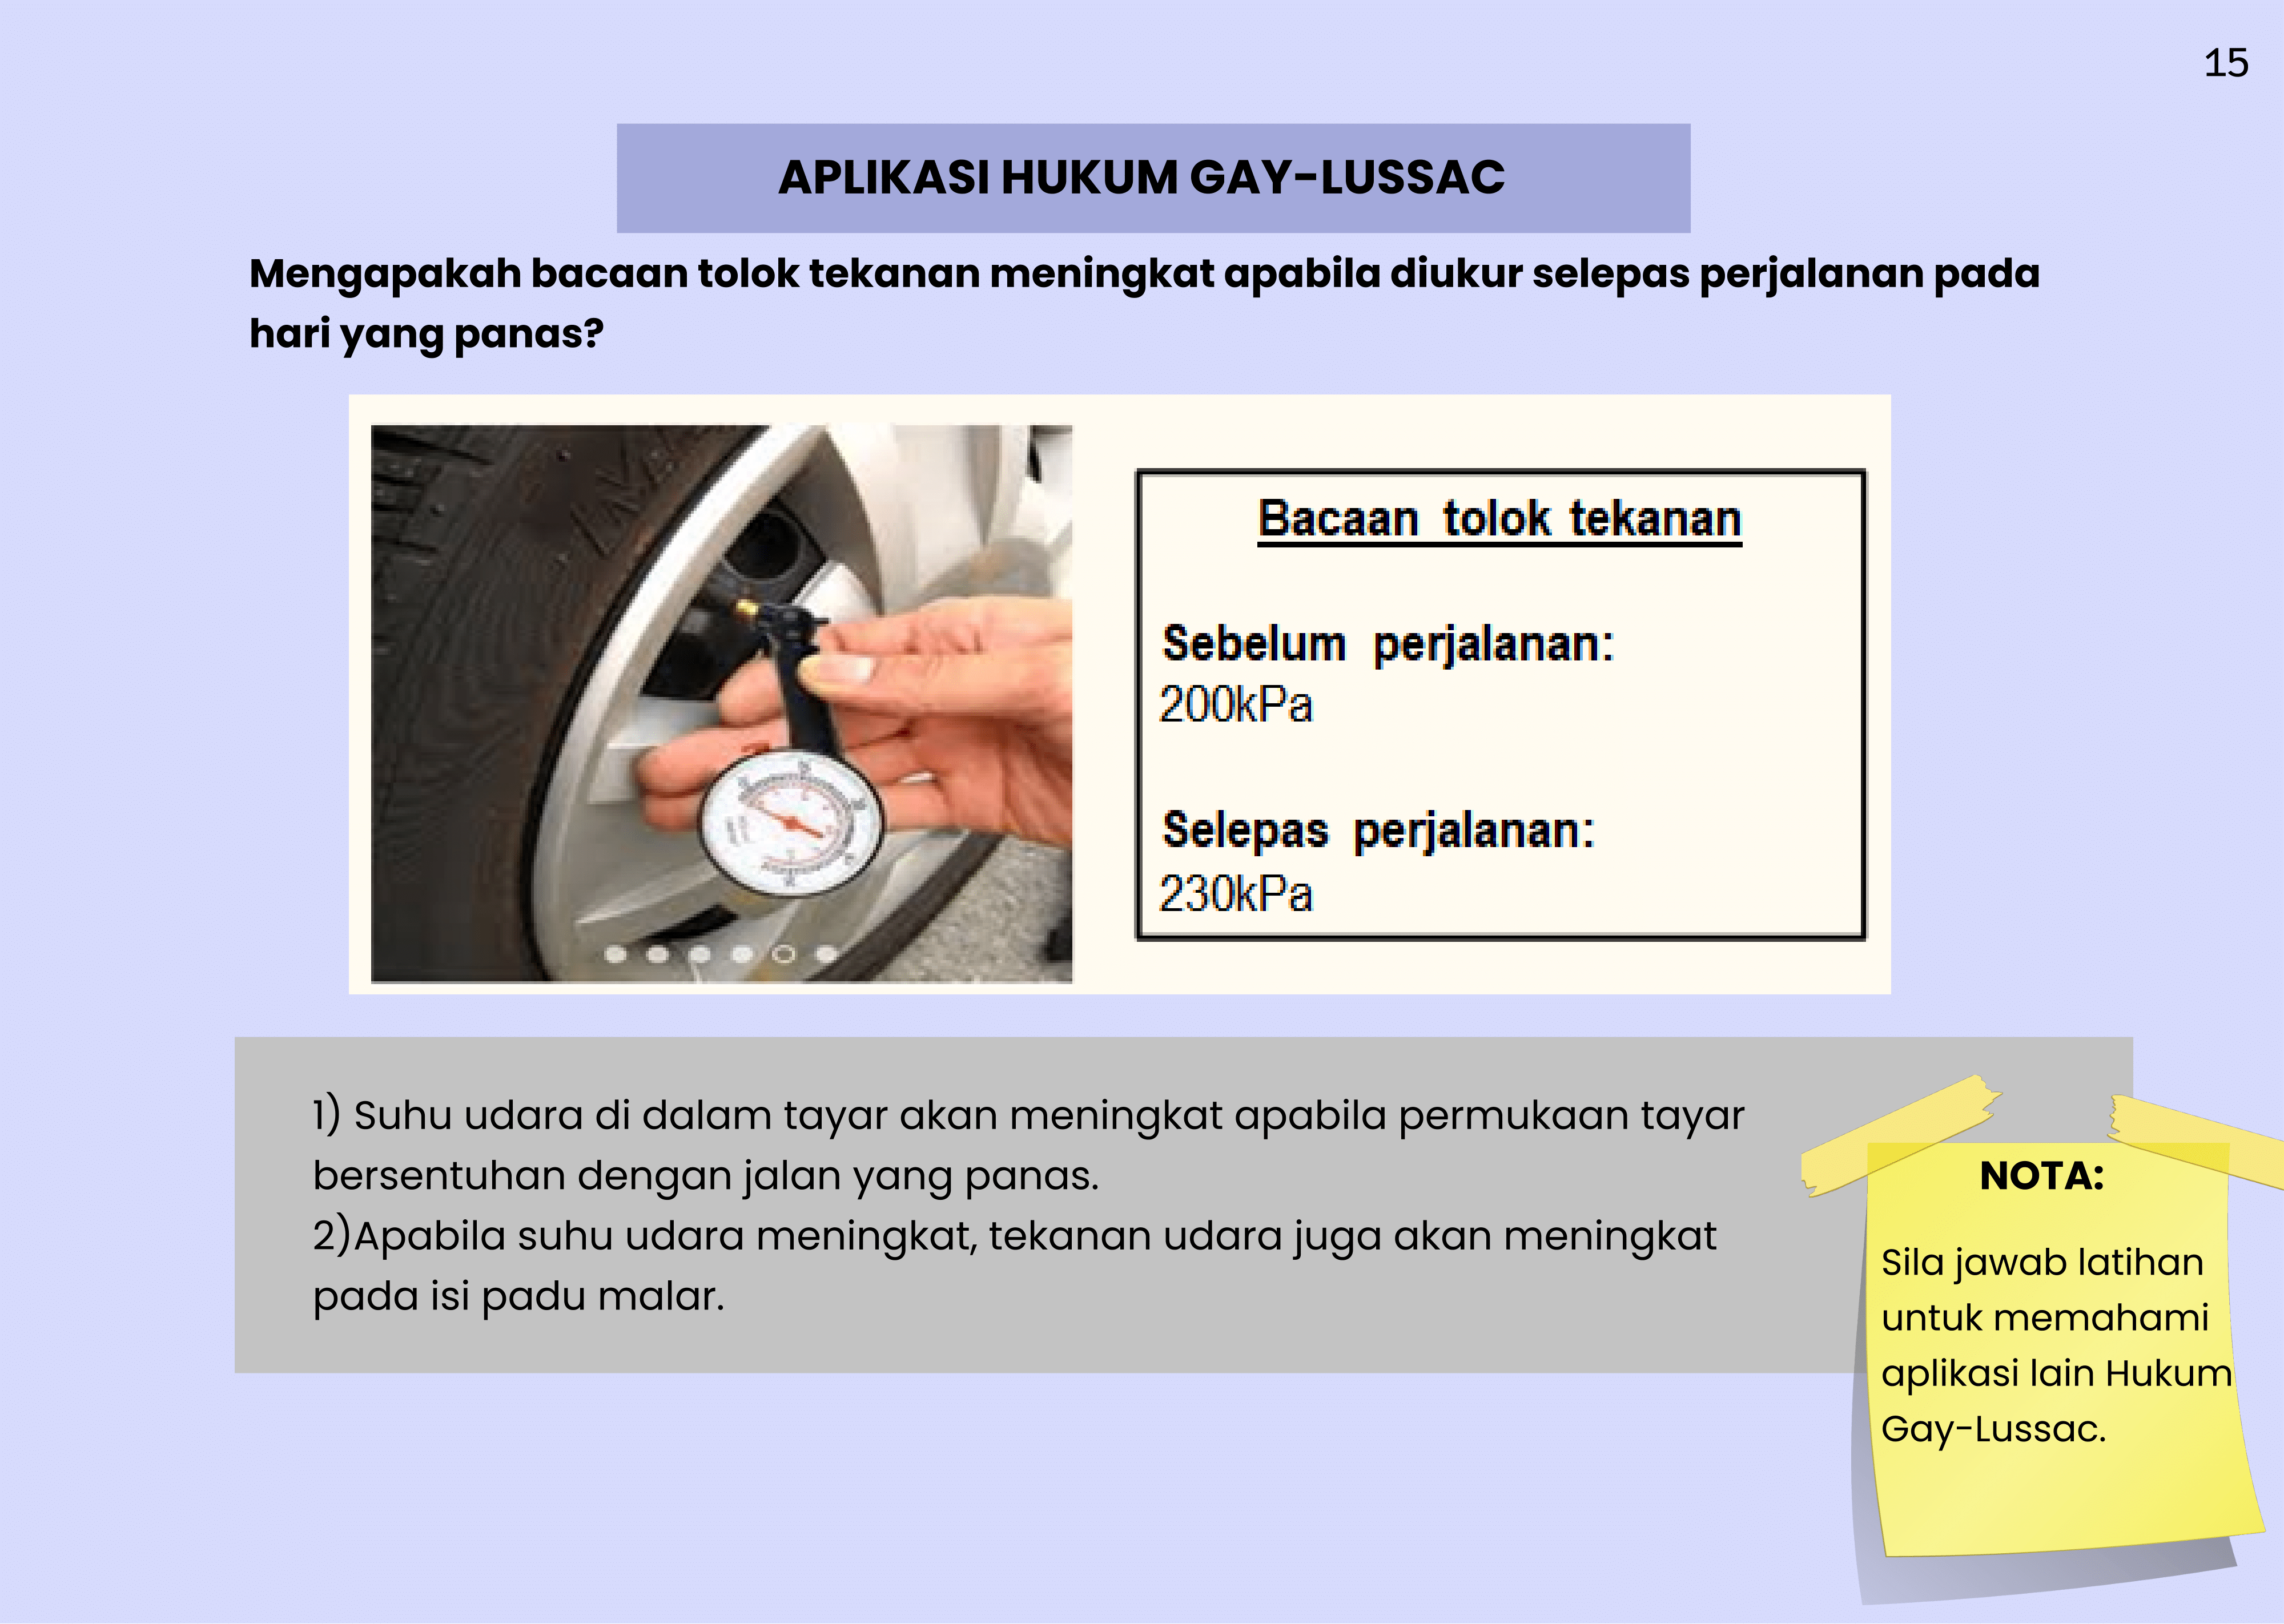 15
APLIKASI HUKUM GAY-LUSSAC
Mengapakah bacaan tolok tekanan meningkat apabila diukur selepas perjalanan pada
hari yang panas?
Bacaan tolok tekanan
Sebelum perjalanan:
200kPa
Selepas perjalanan:
230kPa
1) Suhu udara di dalam tayar akan meningkat apabila permukaan tayar
bersentuhan dengan jalan yang panas.
2)Apabila suhu udara meningkat, tekanan udara juga akan meningkat
pada isi padu malar.
NOTA:
Sila jawab latihan
untuk memahami
aplikasi lain Hukum
Gay-Lussac.